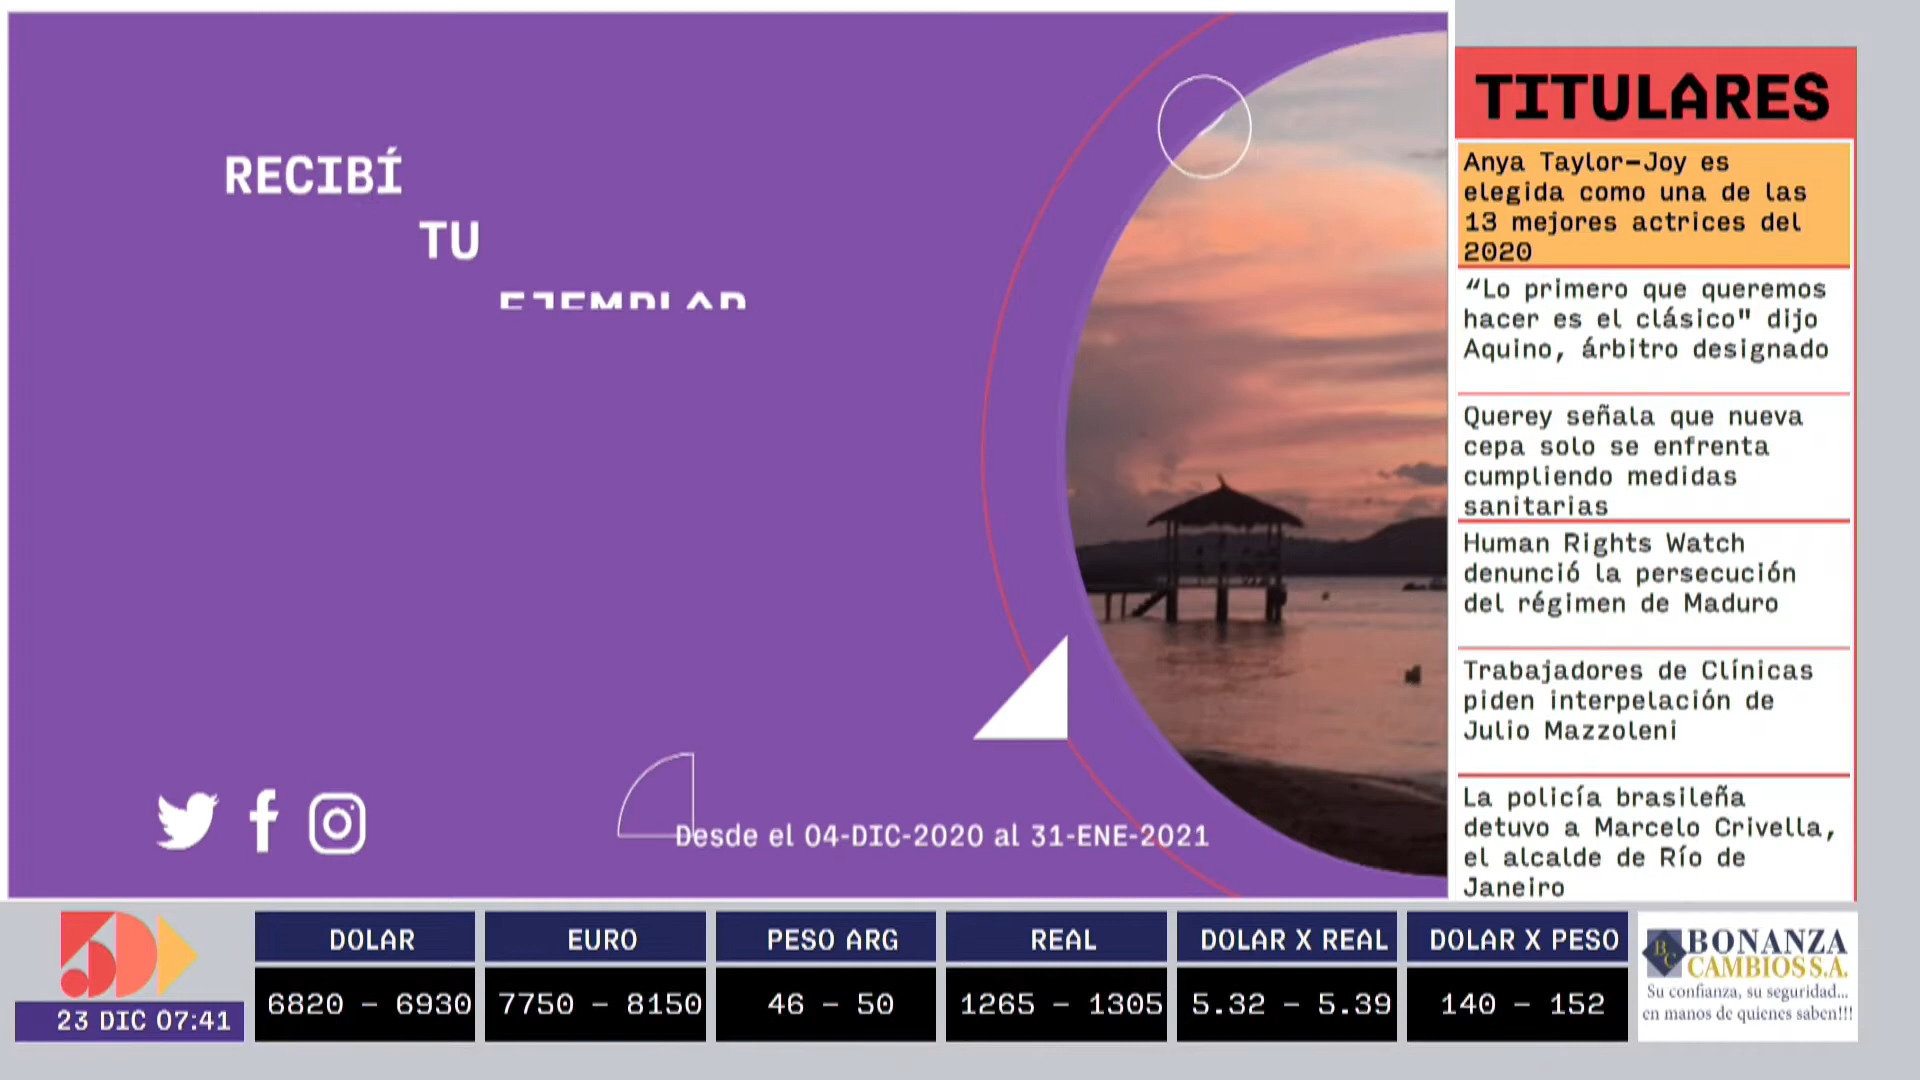 RECIBÍ
TU
EJEMPLAR
Desde el 04-DIC-2020 al 31-ENE-2021
TITULARES
Anya Taylor-Joy es
elegida como una de las
13 mejores actrices del
2020
“Lo primero que queremos
hacer es el clásico" dijo
Aquino, árbitro designado
Querey señala que nueva
cepa solo se enfrenta
cumpliendo medidas
sanitarias
Human Rights Watch
denunció la persecución
del régimen de Maduro
Trabajadores de Clínicas
piden interpelación de
Julio Mazzoleni
La policía brasileña
detuvo a Marcelo Crivella,
el alcalde de Río de
Janeiro
23 DIC 07:41
DOLAR
6820 - 6930
EURO
7750 - 8150
PESO ARG
46 - 50
REAL
1265 - 1305
DOLAR X REAL
5.32 - 5.39
DOLAR X PESO
140 - 152
BC
BONANZA
CAMBIOS S.A.
Su confianza, su seguridad...
en manos de quienes saben!!!